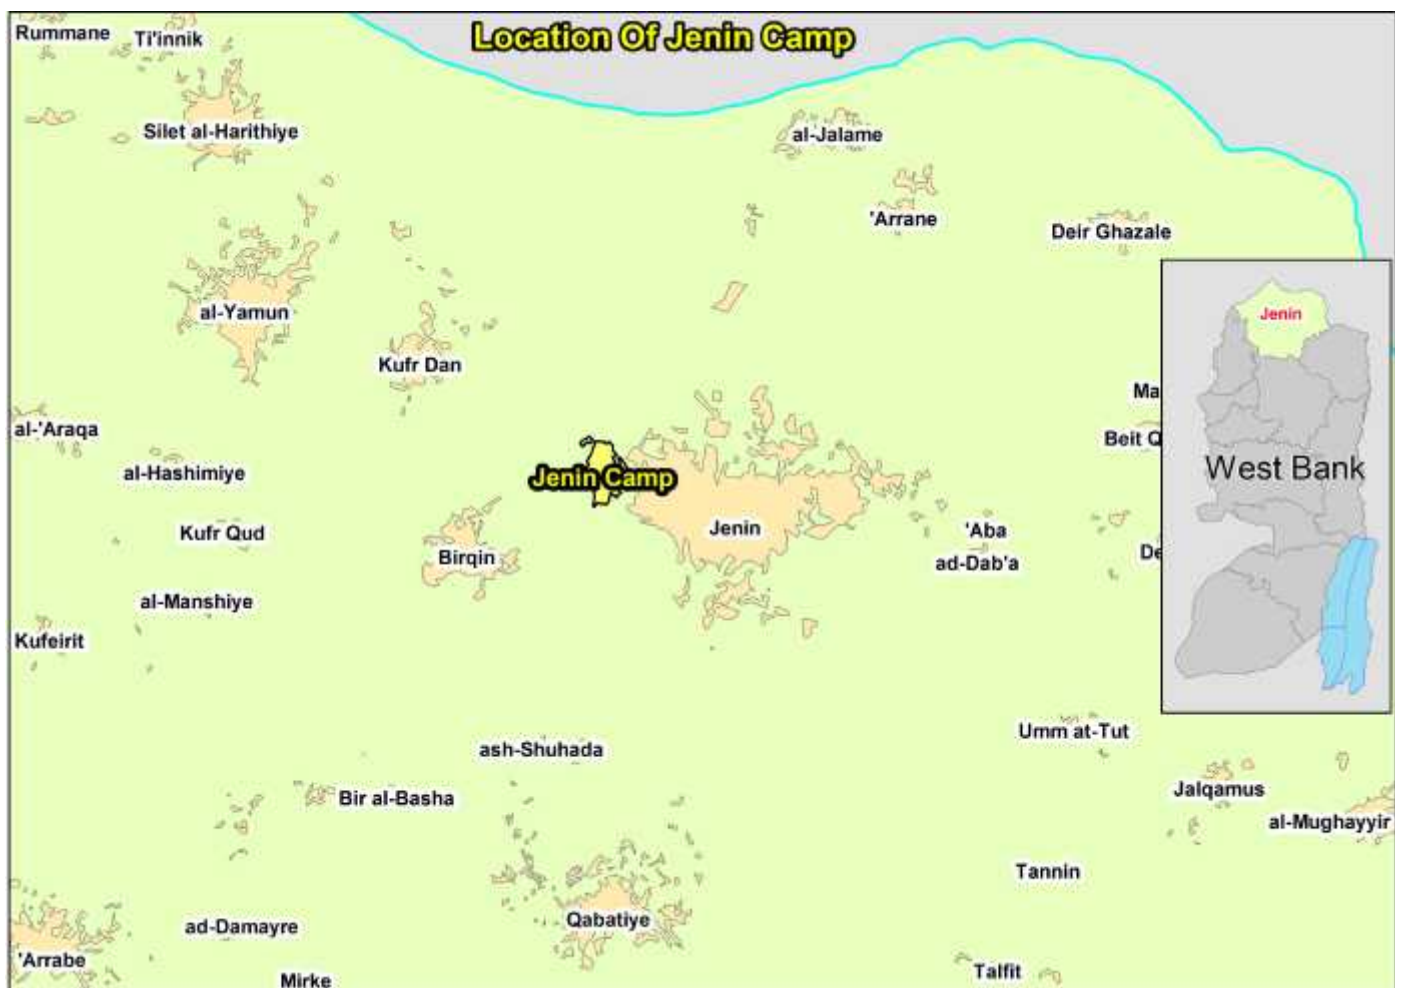 Location Of Jenin Camp
Rummane
Ti'innik
Silet al-Harithiye
al-Jalame
'Arrane
Deir Ghazale
al-Yamun
Jenin
Kufr Dan
Ma
al-'Araqa
Beit Q
al-Hashimiye
West Bank
Jenin Camp
Kufr Qud
Jenin
'Aba
Birqin
De
ad-Dab'a
al-Manshiye
Kufeirit
Umm at-Tut
ash-Shuhada
Jalqamus
Bir al-Basha
al-Mughayyir
Tannin
Qabatiye
ad-Damayre
'Arrabe
Talfit
Mirke